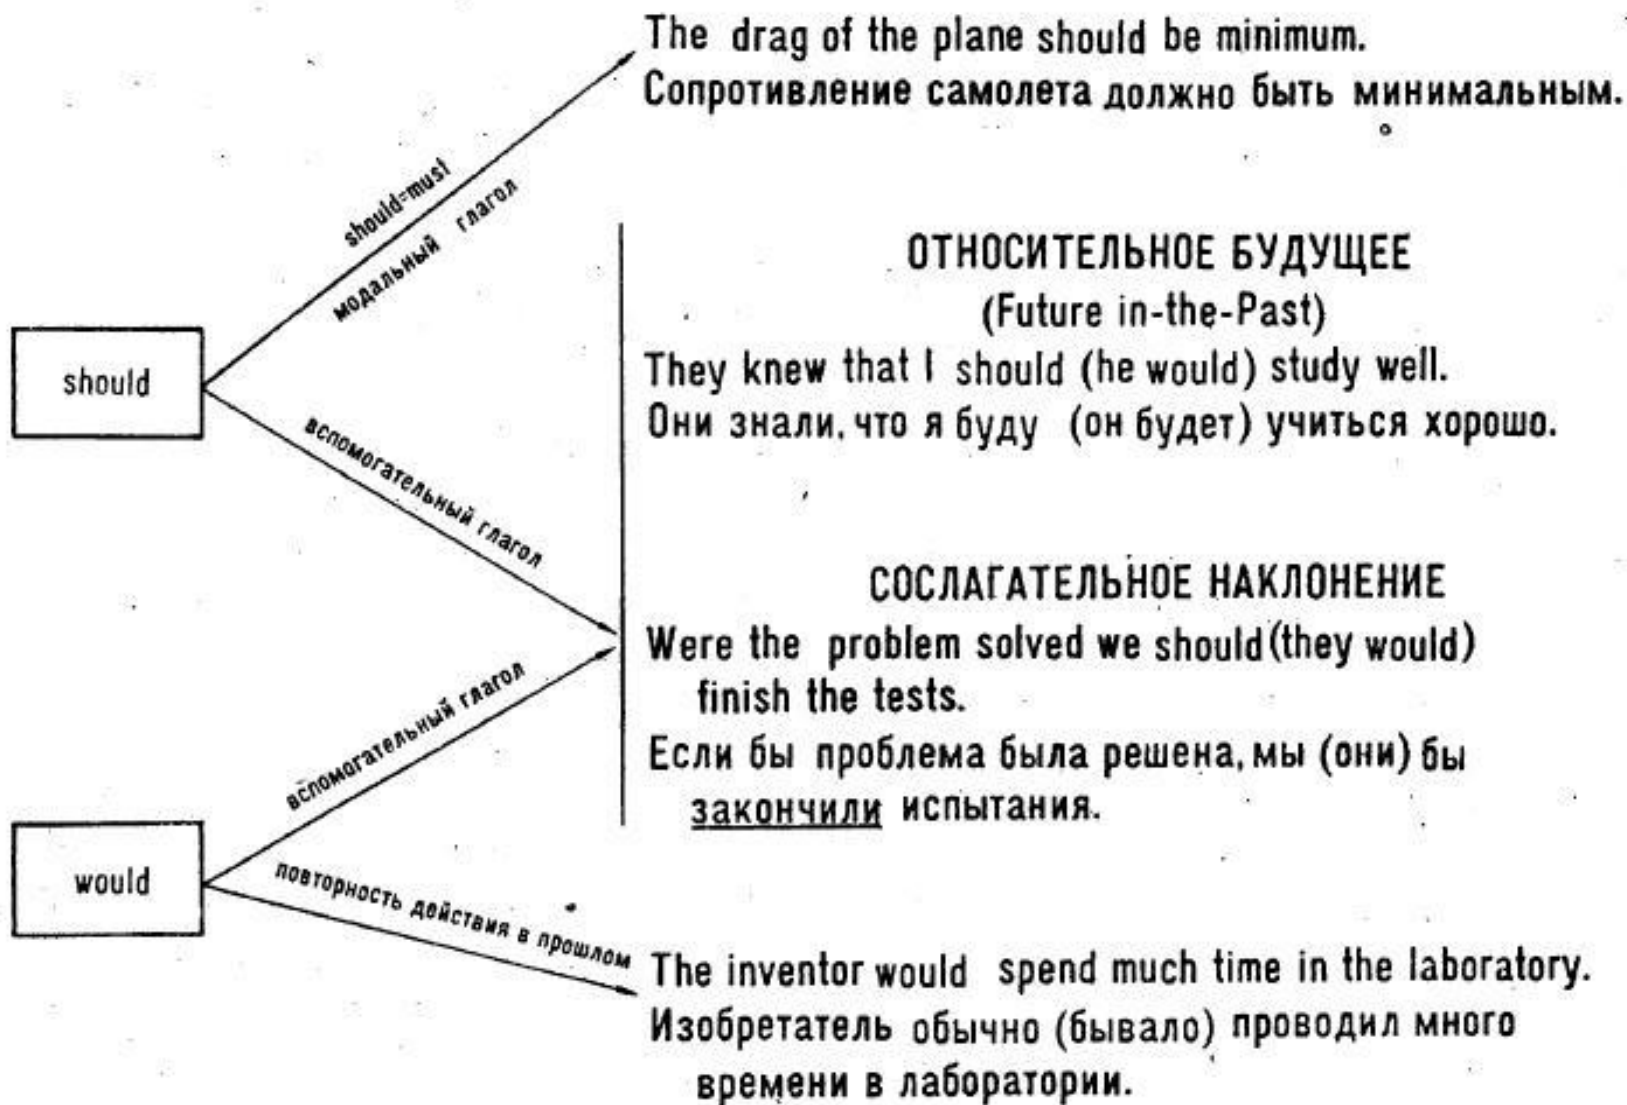 The drag of the plane should be minimum.
Сопротивление самолета должно быть минимальным.
should=must
модальный глагол
ОТНОСИТЕЛЬНОЕ БУДУЩЕЕ
(Future in-the-Past)
should
They knew that I should (he would) study well.
Они знали, что я буду (он будет) учиться хорошо.
вспомогательный глагол
СОСЛАГАТЕЛЬНОЕ НАКЛОНЕНИЕ
Were the problem solved we should (they would)
finish the tests.
Если бы проблема была решена, мы (они) бы
закончили испытания.
вспомогательный глагол
would
повторность действия в прошлом
The inventor would spend much time in the laboratory.
Изобретатель обычно (бывало) проводил много
времени в лаборатории.